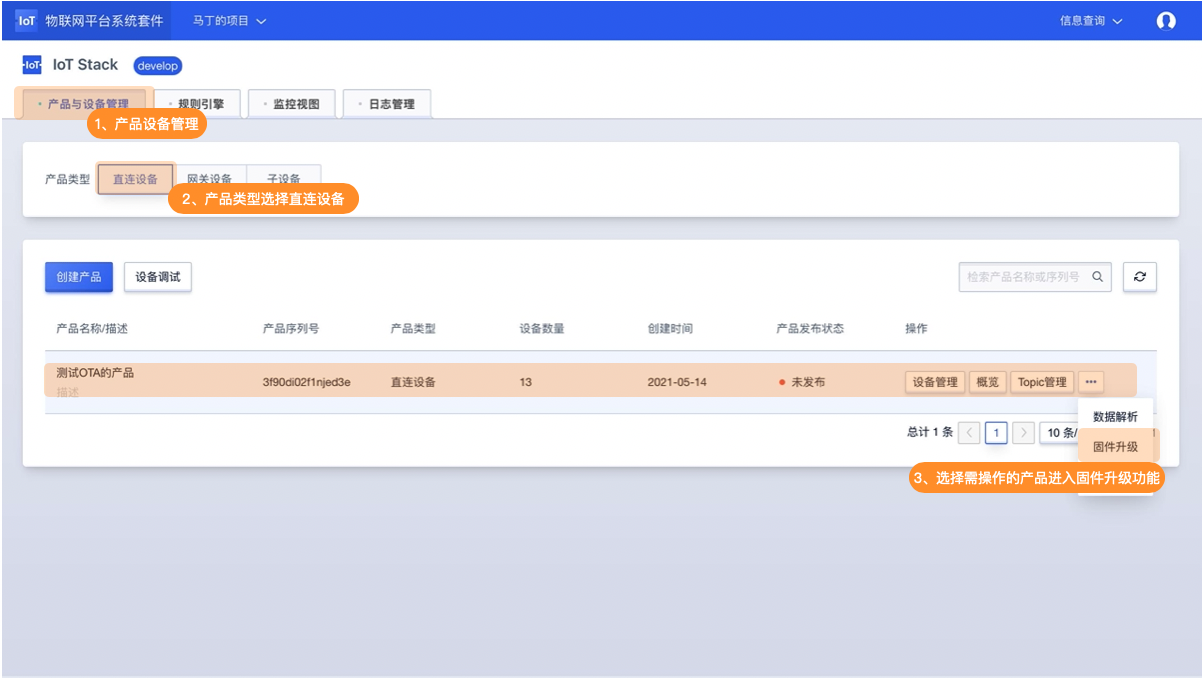 IoT 物联网平台系统套件 马丁的项目 信息查询
IoT IoT Stack develop
产品与设备管理 规则引擎 监控视图 日志管理
1、产品设备管理
产品类型 直连设备 网关设备 子设备
2、产品类型选择直连设备
创建产品 设备调试 检索产品名称或序列号
产品名称/描述 产品序列号 产品类型 设备数量 创建时间 产品发布状态 操作
测试OTA的产品
描述
3f90di02f1njed3e 直连设备 13 2021-05-14 未发布 设备管理 概览 Topic管理 ···
数据解析
总计 1 条 1 10 条/
固件升级
3、选择需操作的产品进入固件升级功能